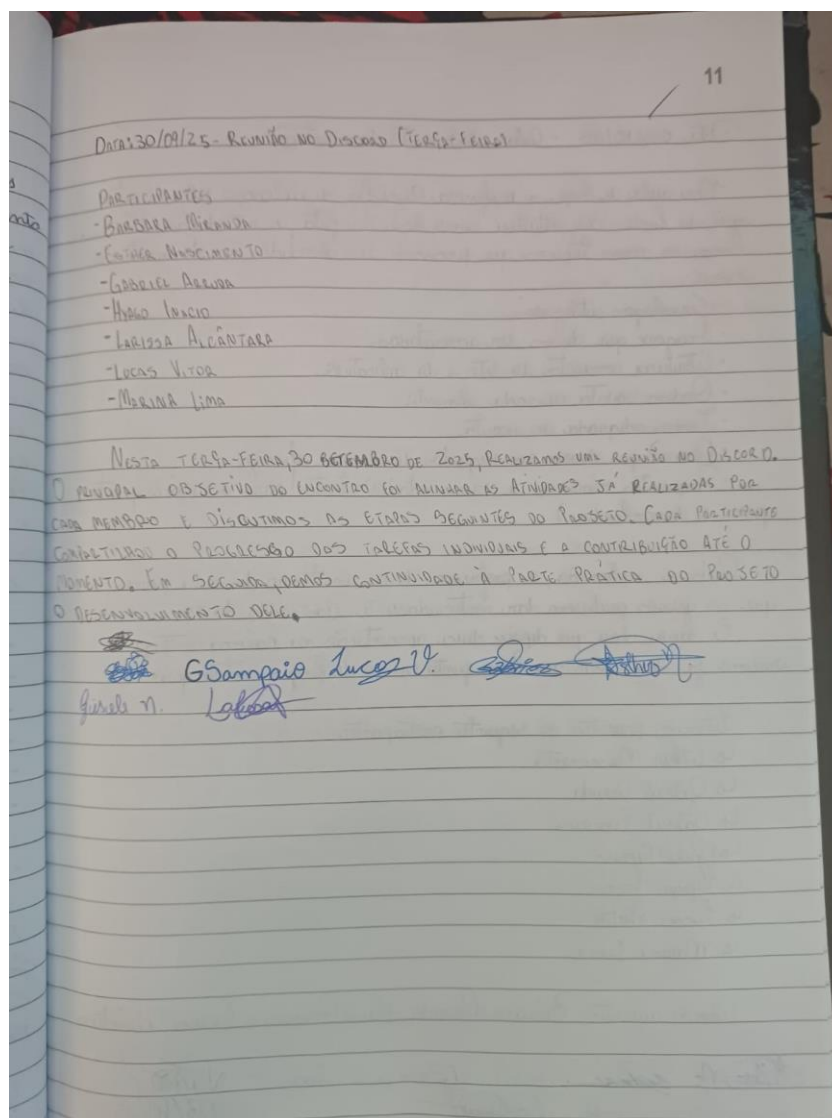 11
DATA: 30/09/25 - REUNIÃO NO DISCORD (TERÇA-FEIRA)
PARTICIPANTES
- BARBARA MIRANDA
- ESTHER NASCIMENTO
- GABRIEL ARRUDA
- HYAGO INACIO
- LARISSA ALCÂNTARA
- LUCAS VITOR
- MARINA LIMA
NESTA TERÇA-FEIRA, 30 SETEMBRO DE 2025, REALIZAMOS UMA REUNIÃO NO DISCORD.
O PRINCIPAL OBJETIVO DO ENCONTRO FOI ALINHAR AS ATIVIDADES JÁ REALIZADAS POR
CADA MEMBRO E DISCUTIMOS AS ETAPAS SEGUINTES DO PROJETO. CADA PARTICIPANTE
O PROGRESSO DAS TAREFAS INDIVIDUAIS E A CONTRIBUIÇÃO ATÉ O
MOMENTO. EM SEGUIDA, DEMOS CONTINUIDADE À PARTE PRÁTICA DO PROJETO
O DESENVOLVIMENTO DELE.
GSampaio Lucas V.